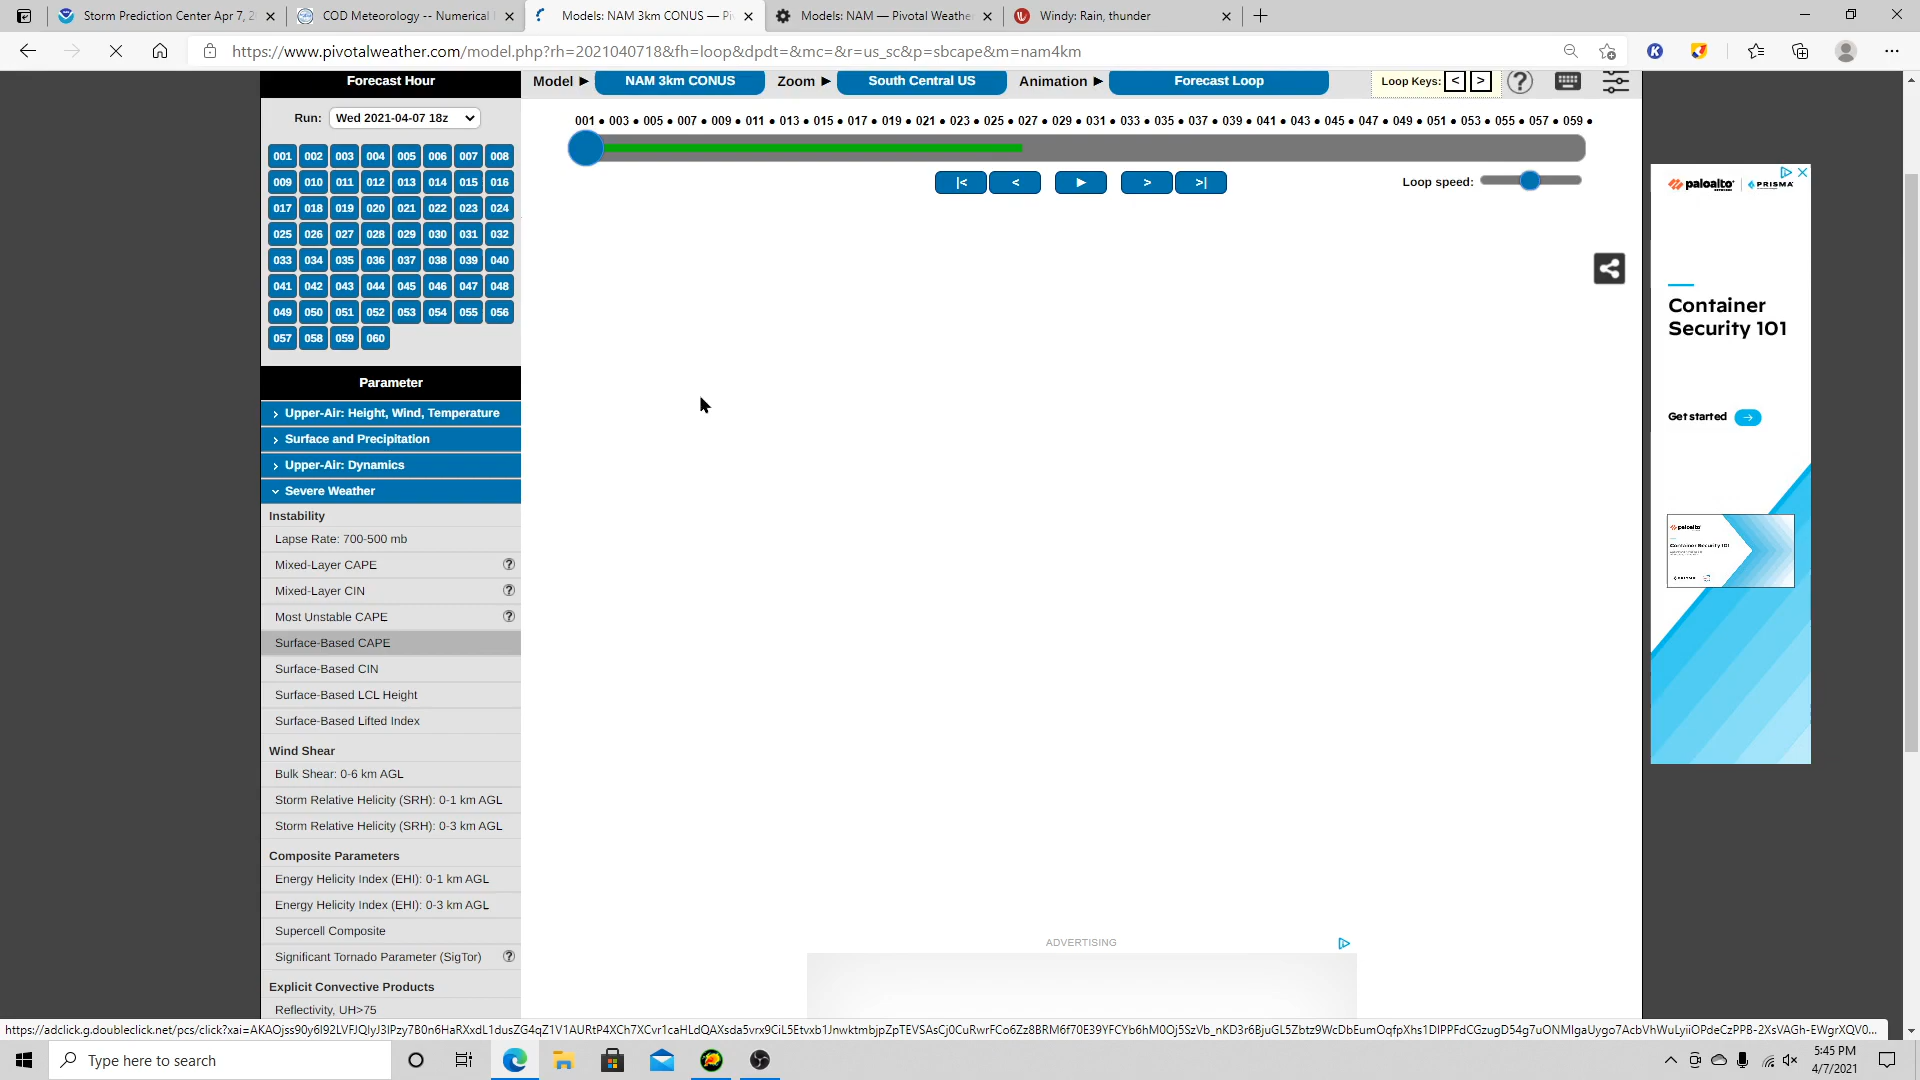 Storm Prediction Center Apr 7, 2
COD Meteorology -- Numerical
Models: NAM 3km CONUS — Pi
Models: NAM — Pivotal Weather
Windy: Rain, thunder
https://www.pivotalweather.com/model.php?rh=2021040718&fh=loop&dpdt=&mc=&r=us_sc&p=sbcape&m=nam4km
Forecast Hour
Model ▶ NAM 3km CONUS Zoom ▶ South Central US Animation ▶ Forecast Loop Loop Keys: < > ?
Run: Wed 2021-04-07 18z
001 • 003 • 005 • 007 • 009 • 011 • 013 • 015 • 017 • 019 • 021 • 023 • 025 • 027 • 029 • 031 • 033 • 035 • 037 • 039 • 041 • 043 • 045 • 047 • 049 • 051 • 053 • 055 • 057 • 059 •
|< < ▶ > >| Loop speed:
001 002 003 004 005 006 007 008
009 010 011 012 013 014 015 016
017 018 019 020 021 022 023 024
025 026 027 028 029 030 031 032
033 034 035 036 037 038 039 040
041 042 043 044 045 046 047 048
049 050 051 052 053 054 055 056
057 058 059 060
Parameter
› Upper-Air: Height, Wind, Temperature
› Surface and Precipitation
› Upper-Air: Dynamics
Severe Weather
Instability
Lapse Rate: 700-500 mb
Mixed-Layer CAPE ?
Mixed-Layer CIN ?
Most Unstable CAPE ?
Surface-Based CAPE
Surface-Based CIN
Surface-Based LCL Height
Surface-Based Lifted Index
Wind Shear
Bulk Shear: 0-6 km AGL
Storm Relative Helicity (SRH): 0-1 km AGL
Storm Relative Helicity (SRH): 0-3 km AGL
Composite Parameters
Energy Helicity Index (EHI): 0-1 km AGL
Energy Helicity Index (EHI): 0-3 km AGL
Supercell Composite
Significant Tornado Parameter (SigTor) ?
Explicit Convective Products
Reflectivity, UH>75
ADVERTISING
paloalto PRISMA
Container
Security 101
Get started
paloalto
Container Security 101
Type here to search
5:45 PM
4/7/2021